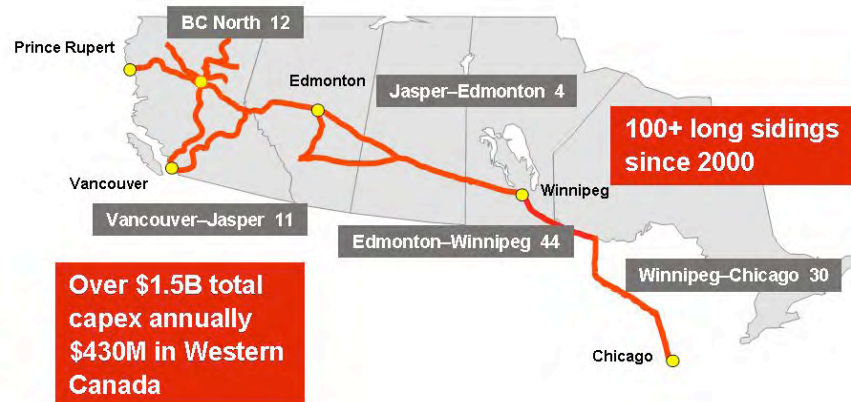 BC North 12
Prince Rupert
Edmonton
Jasper–Edmonton 4
100+ long sidings
since 2000
Vancouver
Winnipeg
Vancouver–Jasper 11
Edmonton–Winnipeg 44
Winnipeg–Chicago 30
Over $1.5B total
capex annually
$430M in Western
Canada
Chicago